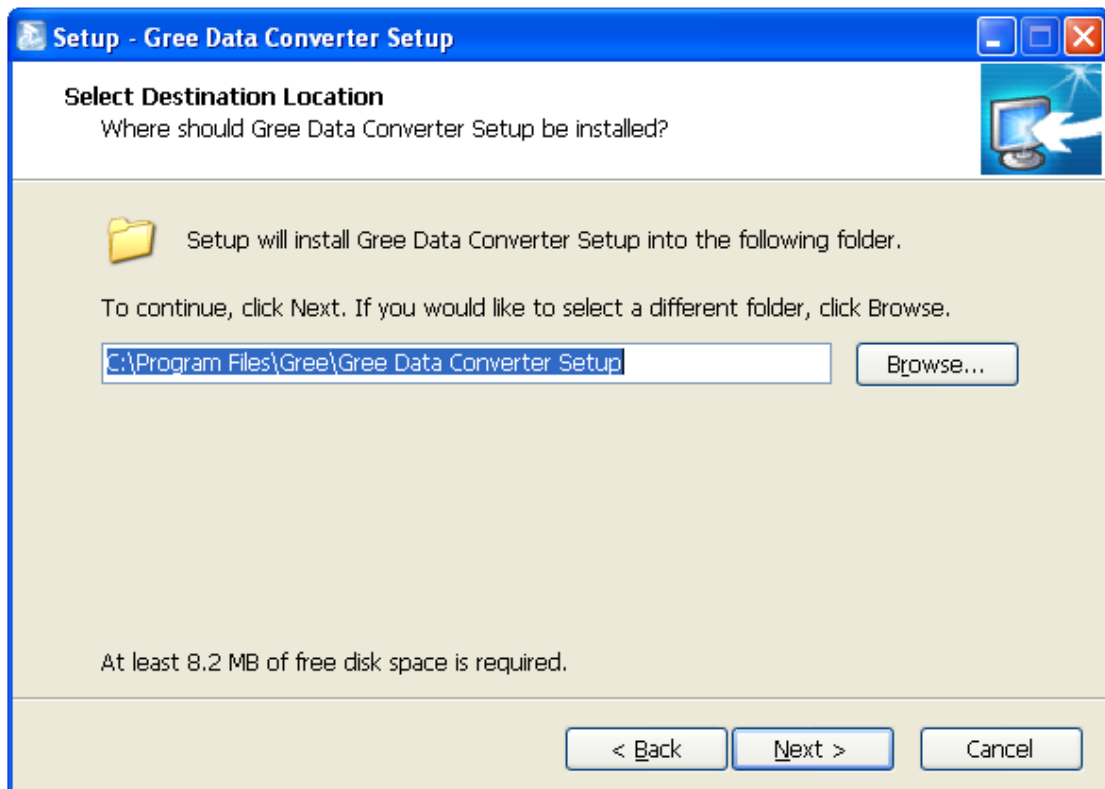 Setup - Gree Data Converter Setup
Select Destination Location
Where should Gree Data Converter Setup be installed?
Setup will install Gree Data Converter Setup into the following folder.
To continue, click Next. If you would like to select a different folder, click Browse.
C:\Program Files\Gree\Gree Data Converter Setup
Browse...
At least 8.2 MB of free disk space is required.
< Back
Next >
Cancel